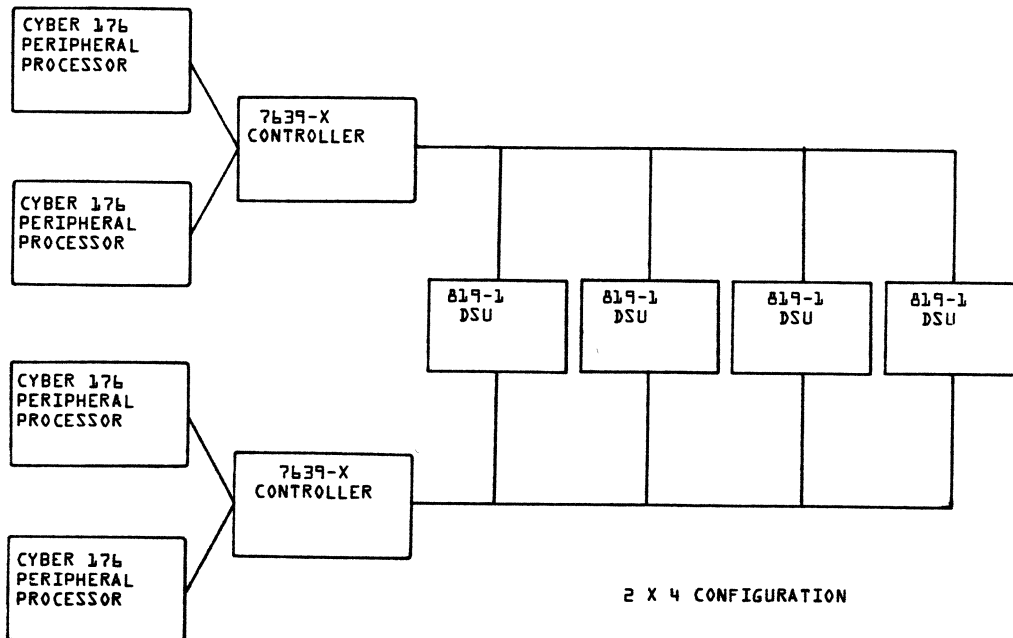 CYBER 176
PERIPHERAL
PROCESSOR
7639-X
CONTROLLER
CYBER 176
PERIPHERAL
PROCESSOR
819-1
DSU
819-1
DSU
819-1
DSU
819-1
DSU
CYBER 176
PERIPHERAL
PROCESSOR
7639-X
CONTROLLER
CYBER 176
PERIPHERAL
PROCESSOR
2 X 4 CONFIGURATION